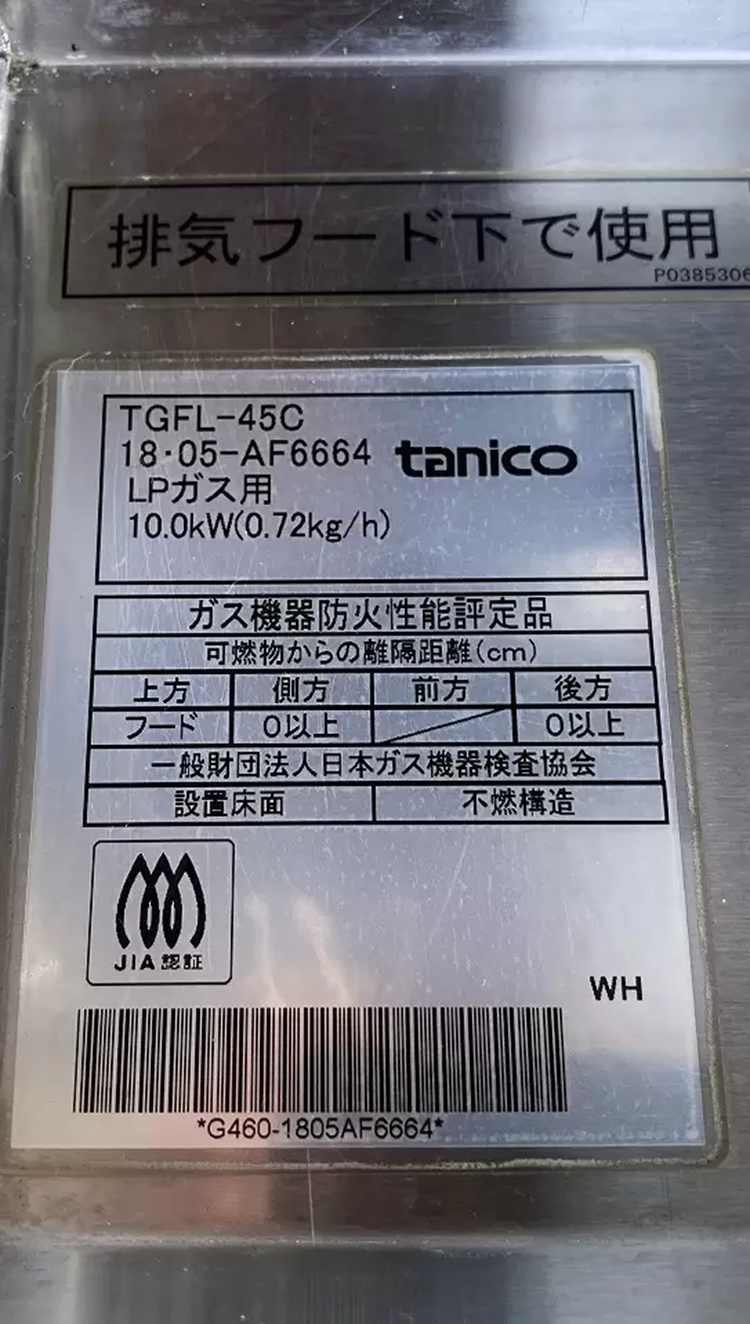 排気フード下で使用
P0385306
TGFL-45C
18・05-AF6664 tanico
LPガス用
10.0kW(0.72kg/h)
ガス機器防火性能評定品
可燃物からの離隔距離(cm)
上方 側方 前方 後方
フード 0以上 0以上
一般財団法人日本ガス機器検査協会
設置床面 不燃構造
JIA認証
WH
*G460-1805AF6664*